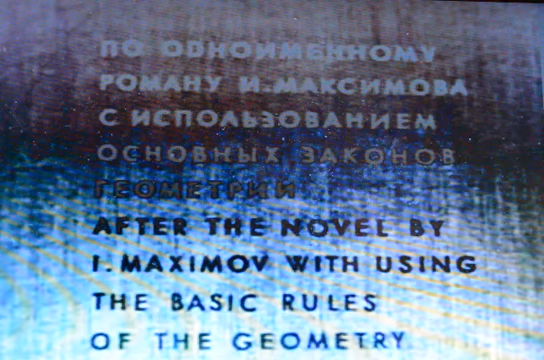 ПО ОДНОИМЕННОМУ
РОМАНУ И.МАКСИМОВА
С ИСПОЛЬЗОВАНИЕМ
ОСНОВНЫХ ЗАКОНОВ
ГЕОМЕТРИИ
AFTER THE NOVEL BY
I.MAXIMOV WITH USING
THE BASIC RULES
OF THE GEOMETRY